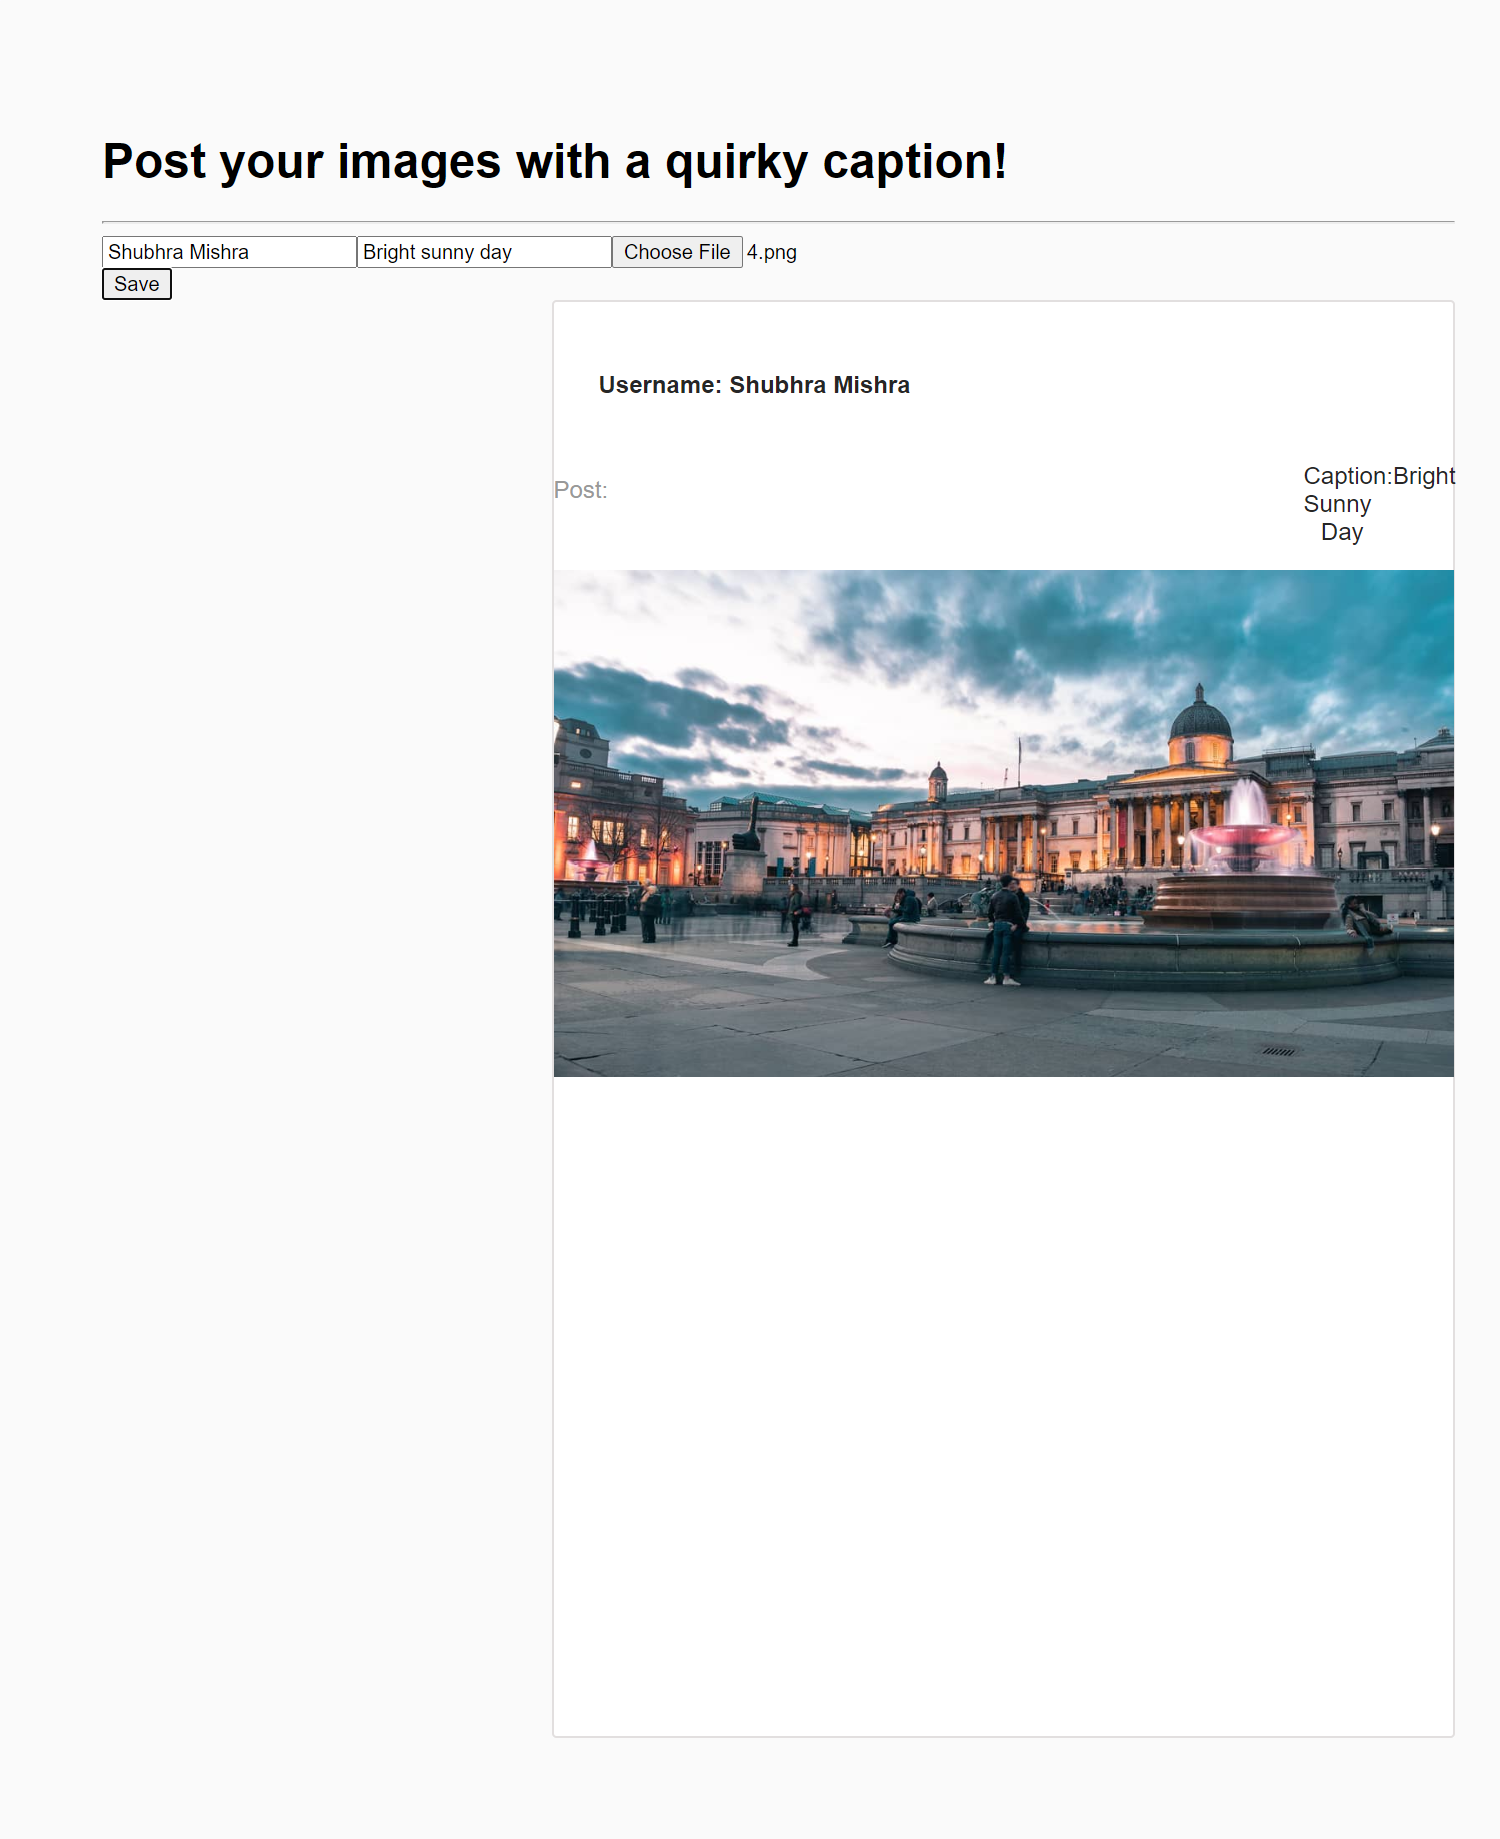 Post your images with a quirky caption!
Shubhra Mishra Bright sunny day Choose File 4.png
Save
Username: Shubhra Mishra
Post:
Caption:Bright
Sunny
Day